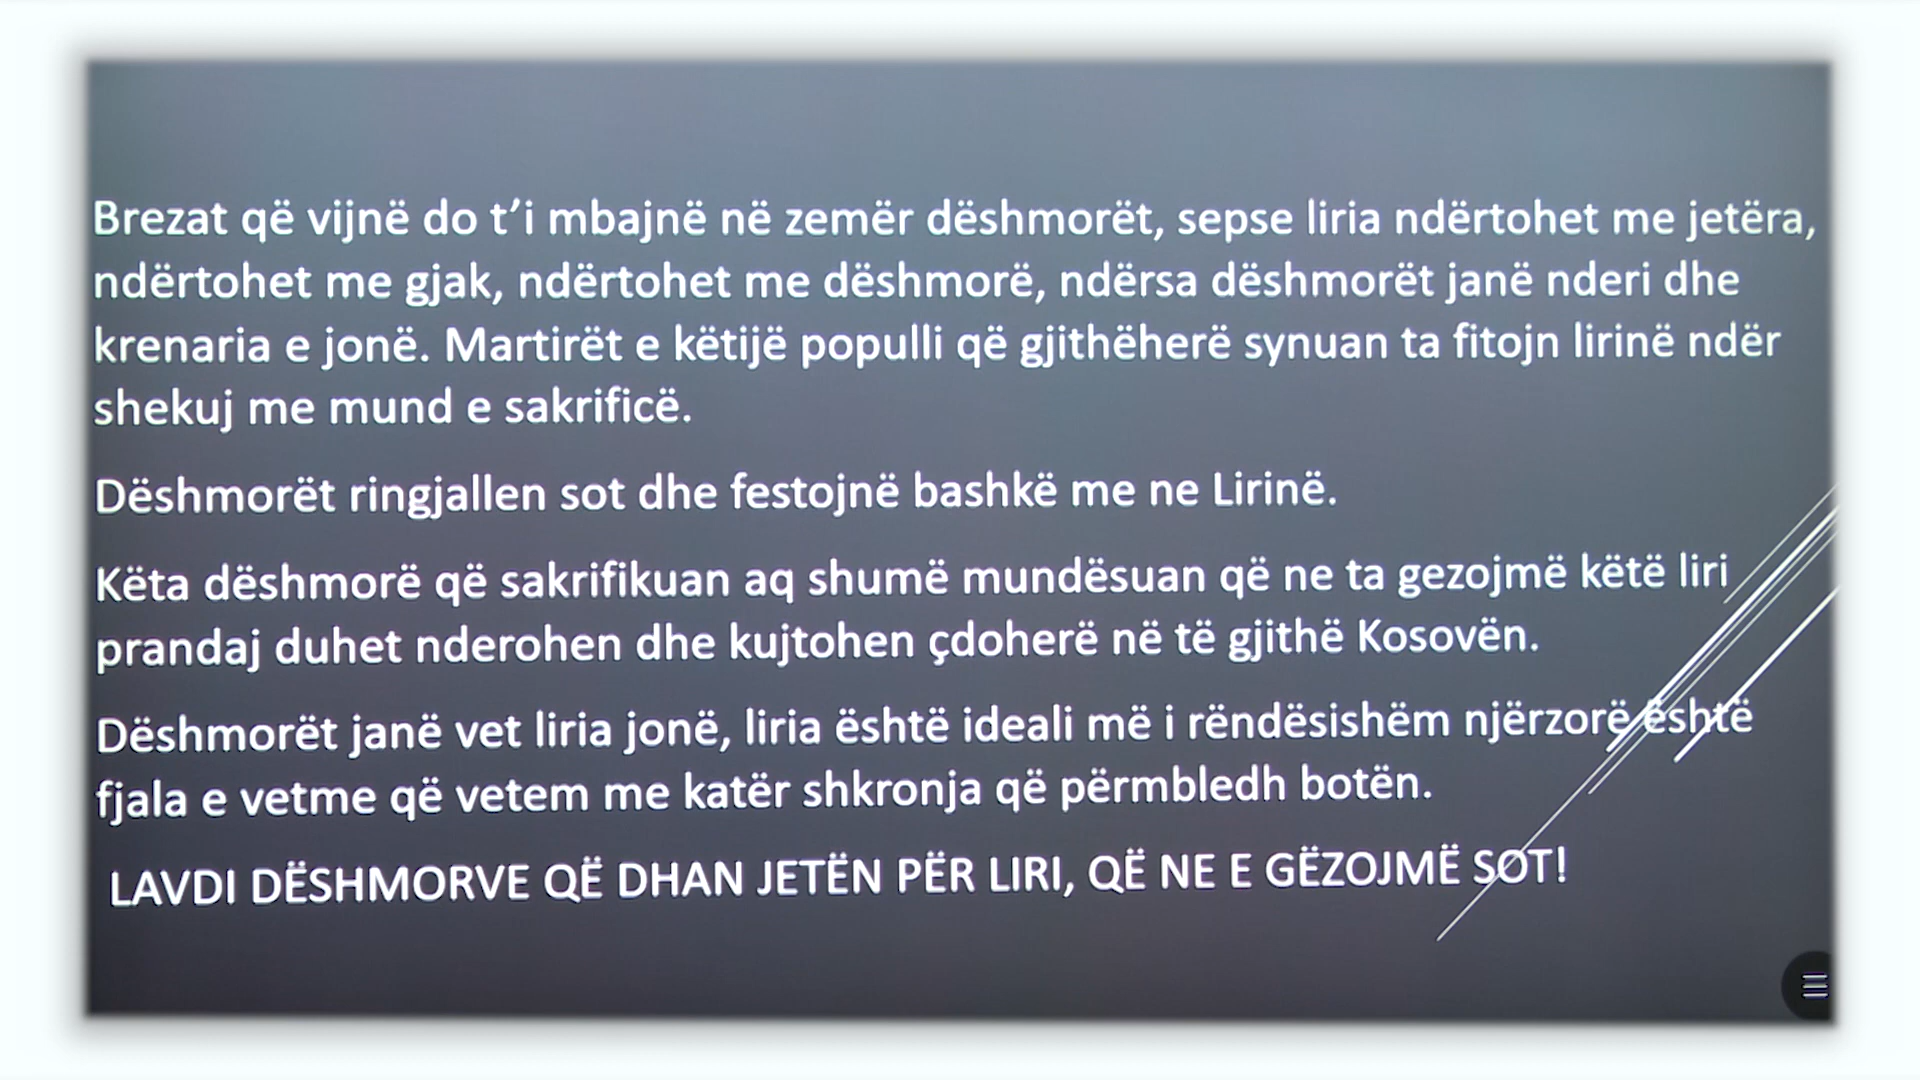 Brezat që vijnë do t’i mbajnë në zemër dëshmorët, sepse liria ndërtohet me jetëra,
ndërtohet me gjak, ndërtohet me dëshmorë, ndërsa dëshmorët janë nderi dhe
krenaria e jonë. Martirët e këtijë populli që gjithëherë synuan ta fitojn lirinë ndër
shekuj me mund e sakrificë.
Dëshmorët ringjallen sot dhe festojnë bashkë me ne Lirinë.
Këta dëshmorë që sakrifikuan aq shumë mundësuan që ne ta gezojmë këtë liri
prandaj duhet nderohen dhe kujtohen çdoherë në të gjithë Kosovën.
Dëshmorët janë vet liria jonë, liria është ideali më i rëndësishëm njërzorë është
fjala e vetme që vetem me katër shkronja që përmbledh botën.
LAVDI DËSHMORVE QË DHAN JETËN PËR LIRI, QË NE E GËZOJMË SOT!